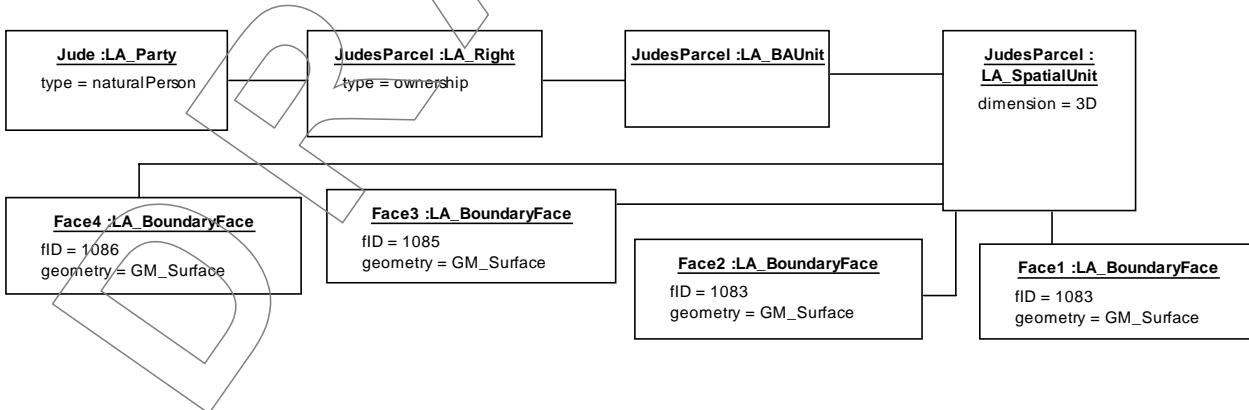 Jude :LA_Party
type = naturalPerson
JudesParcel :LA_Right
type = ownership
JudesParcel :LA_BAUnit
JudesParcel :
LA_SpatialUnit
dimension = 3D
Face4 :LA_BoundaryFace
fID = 1086
geometry = GM_Surface
Face3 :LA_BoundaryFace
fID = 1085
geometry = GM_Surface
Face2 :LA_BoundaryFace
fID = 1083
geometry = GM_Surface
Face1 :LA_BoundaryFace
fID = 1083
geometry = GM_Surface